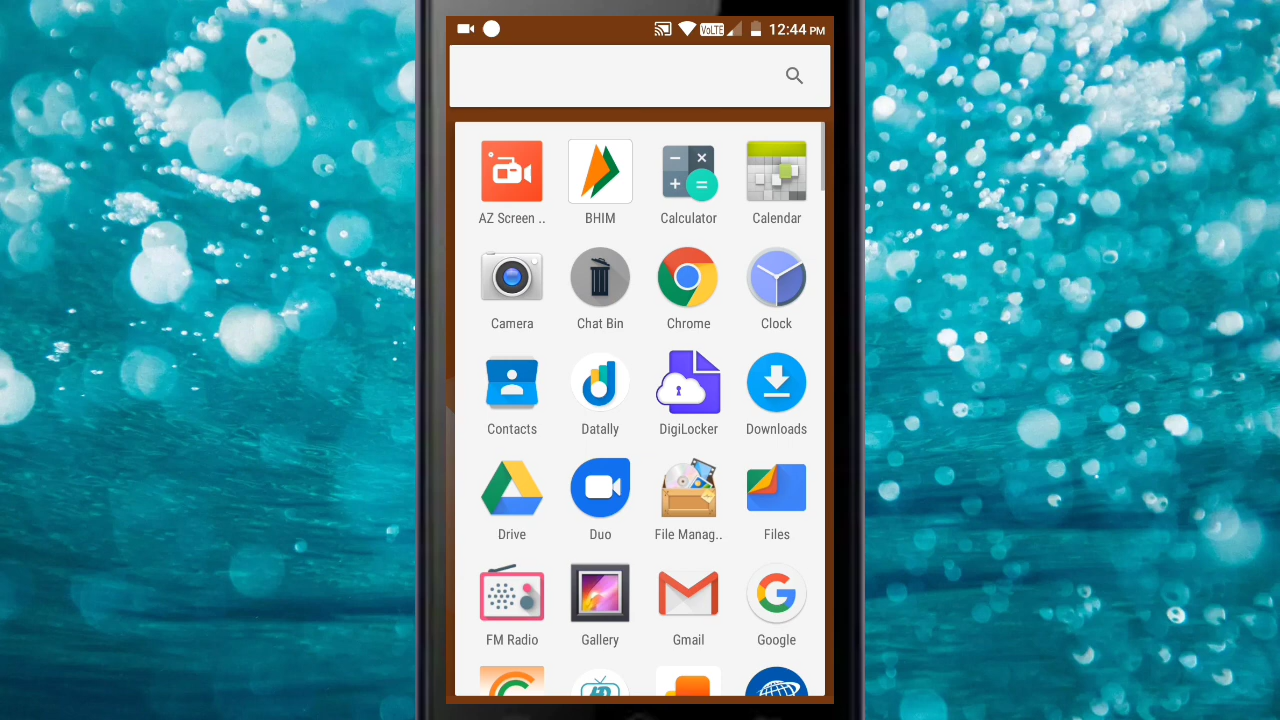 VoLTE 12:44 PM
AZ Screen ..
BHIM
Calculator
Calendar
Camera
Chat Bin
Chrome
Clock
Contacts
Datally
DigiLocker
Downloads
Drive
Duo
File Manag..
Files
FM Radio
Gallery
Gmail
Google